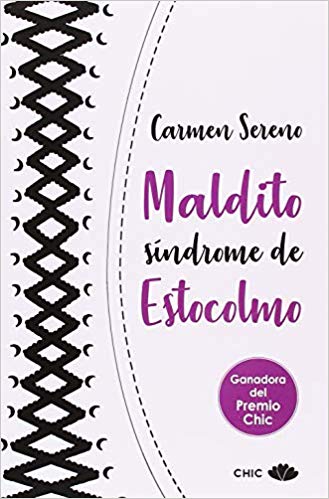 Carmen Sereno
Maldito
síndrome de
Estocolmo
Ganadora
del
Premio
Chic
CHIC